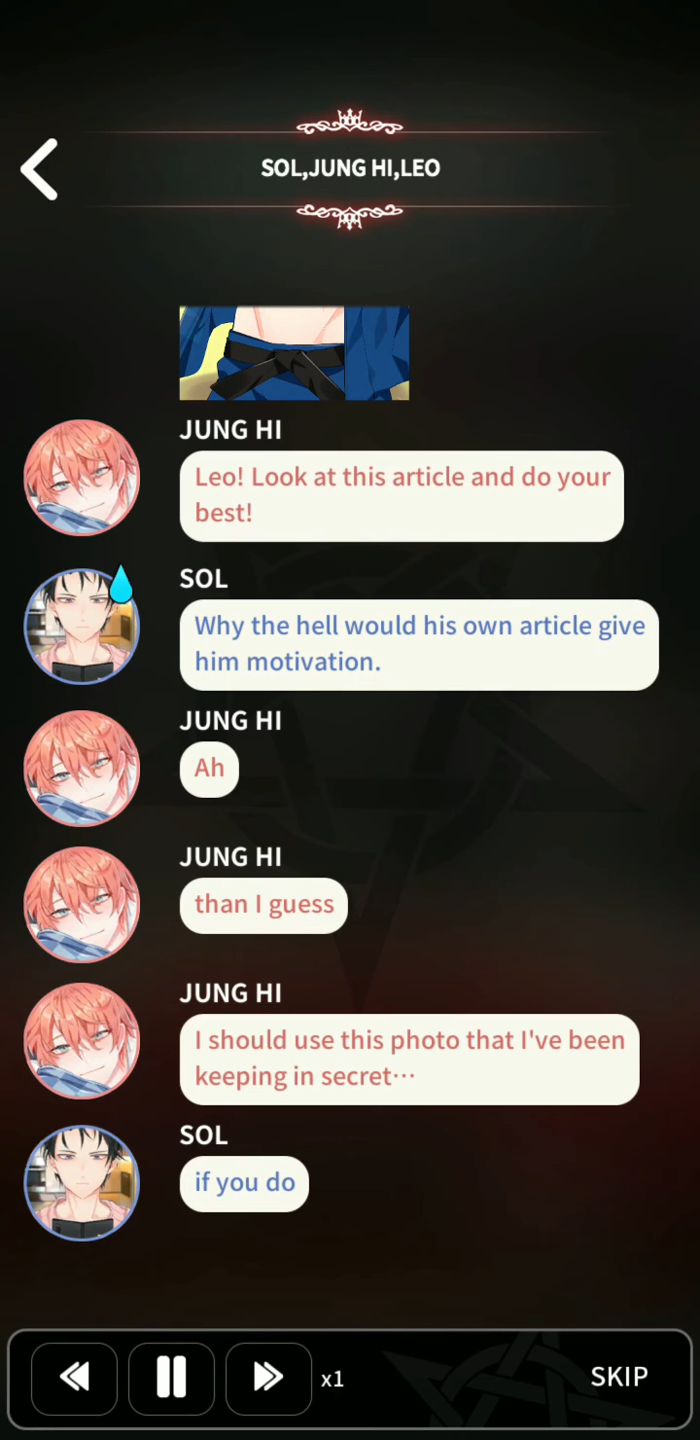 SOL,JUNG HI,LEO
JUNG HI
Leo! Look at this article and do your
best!
SOL
Why the hell would his own article give
him motivation.
JUNG HI
Ah
JUNG HI
than I guess
JUNG HI
I should use this photo that I've been
keeping in secret⋯
SOL
if you do
x1
SKIP